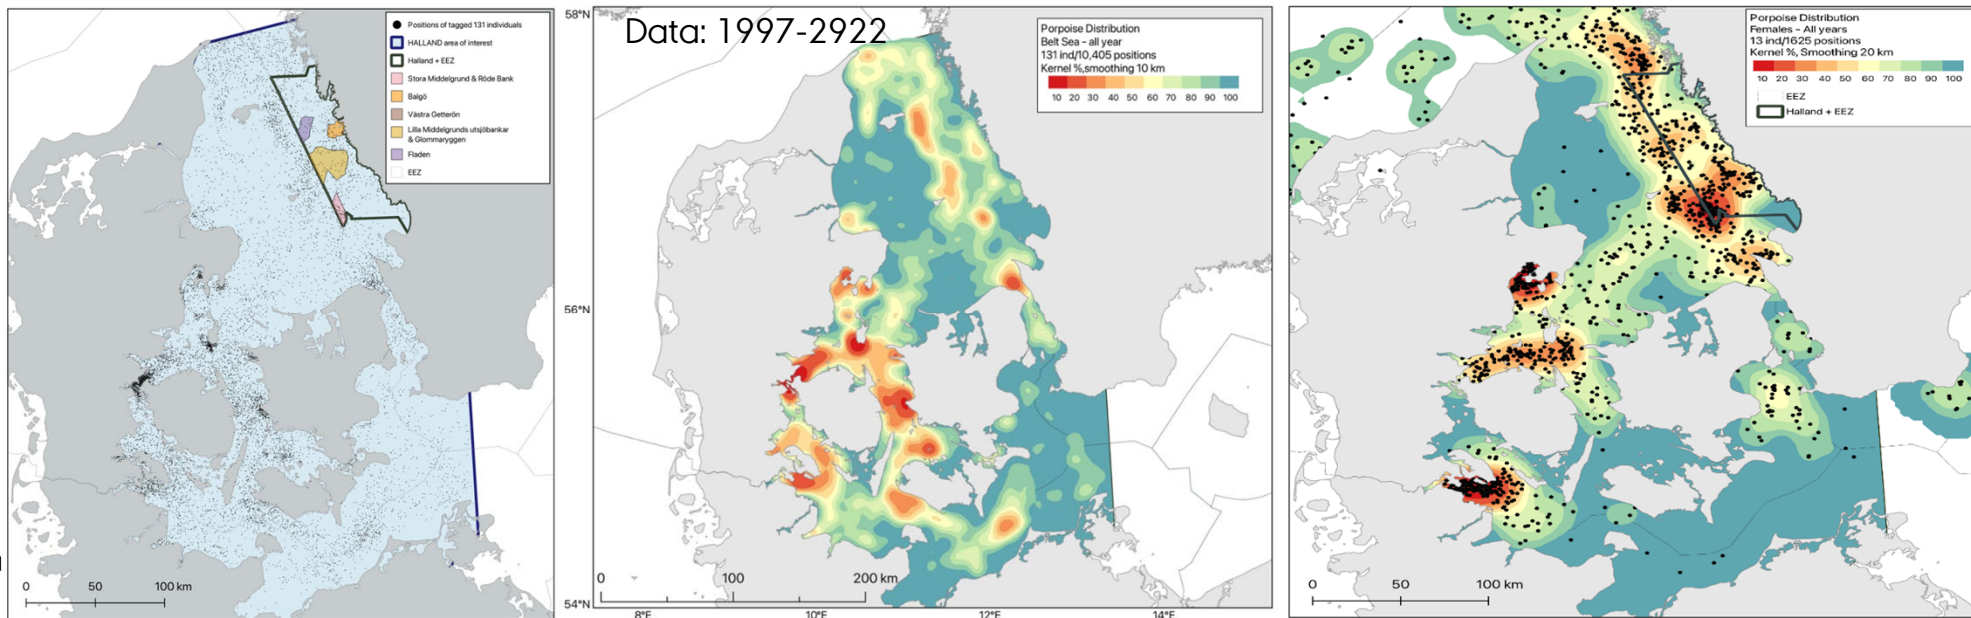 Positions of tagged 131 individuals
HALLAND area of interest
Halland + EEZ
Stora Middelgrund & Röde Bank
Balgö
Västra Getterön
Lilla Middelgrunds utsjöbankar
& Glommaryggen
Fladen
EEZ
0 50 100 km
Data: 1997-2922
Porpoise Distribution
Belt Sea - all year
131 ind/10,405 positions
Kernel %,smoothing 10 km
10 20 30 40 50 60 70 80 90 100
58°N
56°N
54°N
0 100 200 km
8°E 10°E 12°E 14°E
Porpoise Distribution
Females - All years
13 ind/1625 positions
Kernel %, Smoothing 20 km
10 20 30 40 50 60 70 80 90 100
EEZ
Halland + EEZ
0 50 100 km